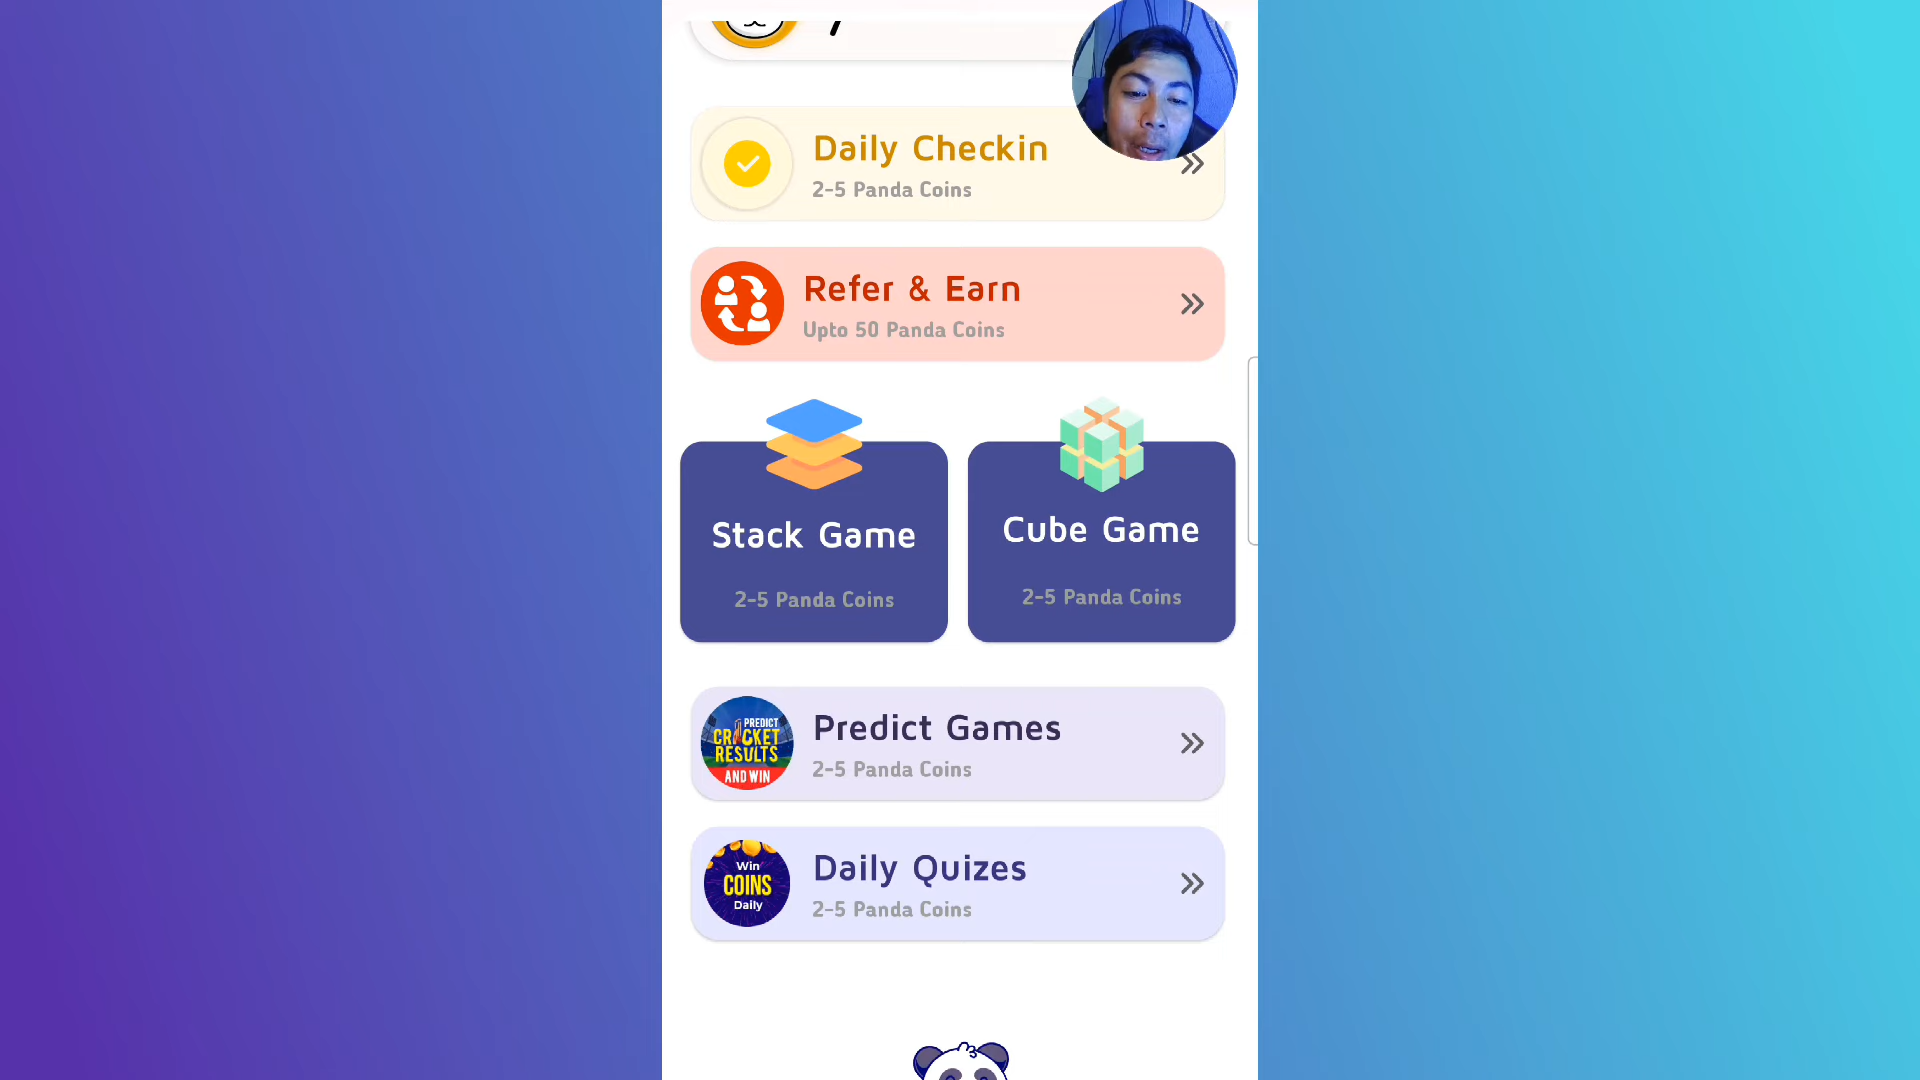 Daily Checkin
2-5 Panda Coins
Refer & Earn
Upto 50 Panda Coins
Stack Game
2-5 Panda Coins
Cube Game
2-5 Panda Coins
PREDICT
CRICKET
RESULTS
AND WIN
Predict Games
2-5 Panda Coins
Win
COINS
Daily
Daily Quizes
2-5 Panda Coins